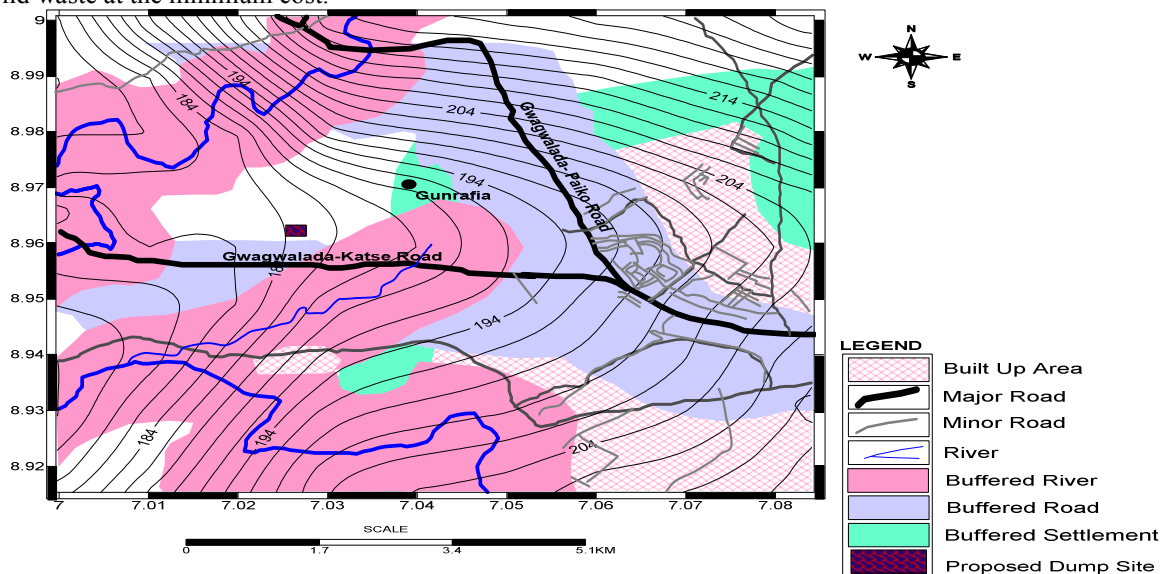 nd waste at the minimum cost.
9
8.99
8.98
8.97
8.96
8.95
8.94
8.93
8.92
7
7.01
7.02
7.03
7.04
7.05
7.06
7.07
7.08
194
184
204
214
194
204
Gwagwalada-Paiko Road
Gunrafia
Gwagwalada-Katse Road
194
184
194
204
N
W
E
S
SCALE
0
1.7
3.4
5.1KM
LEGEND
Built Up Area
Major Road
Minor Road
River
Buffered River
Buffered Road
Buffered Settlement
Proposed Dump Site